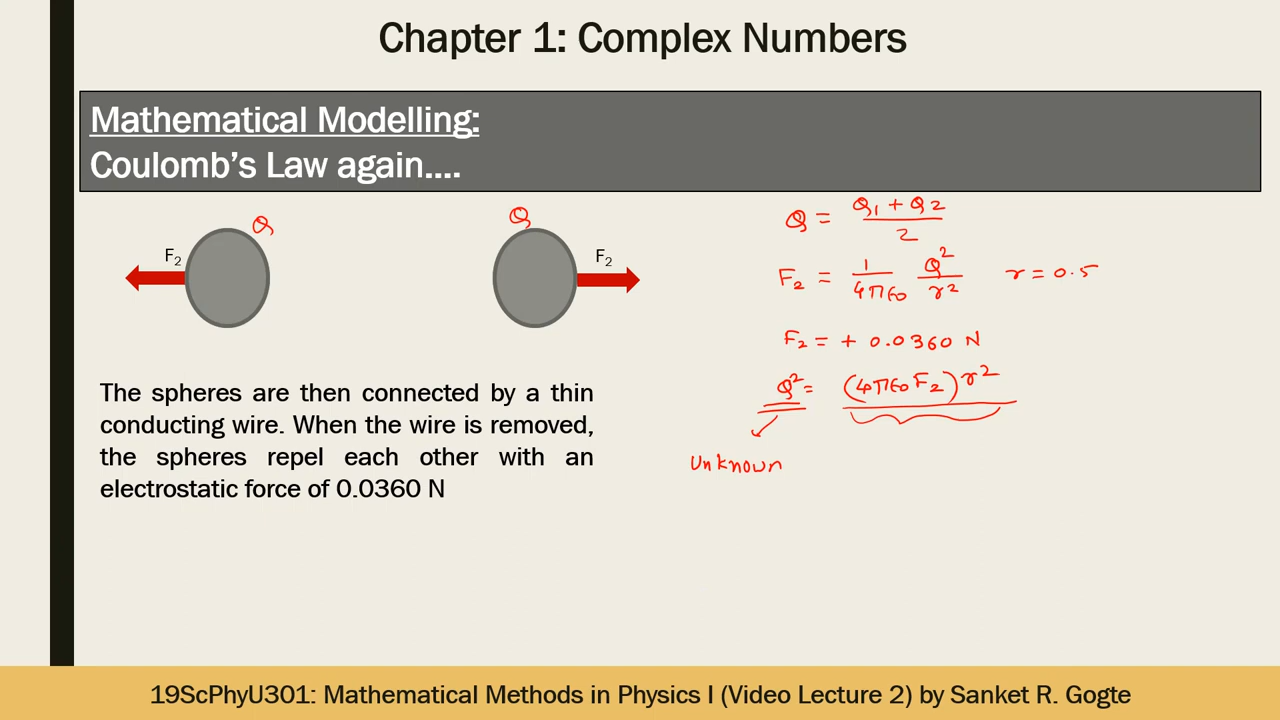 Chapter 1: Complex Numbers
Mathematical Modelling:
Coulomb's Law again....
Q
Q
F₂
F₂
Q = (Q₁ + Q₂)/2
F₂ = 1/(4πϵ₀) Q²/r² r = 0.5
F₂ = + 0.0360 N
Q² = (4πϵ₀F₂)r²
Unknown
The spheres are then connected by a thin
conducting wire. When the wire is removed,
the spheres repel each other with an
electrostatic force of 0.0360 N
19ScPhyU301: Mathematical Methods in Physics I (Video Lecture 2) by Sanket R. Gogte